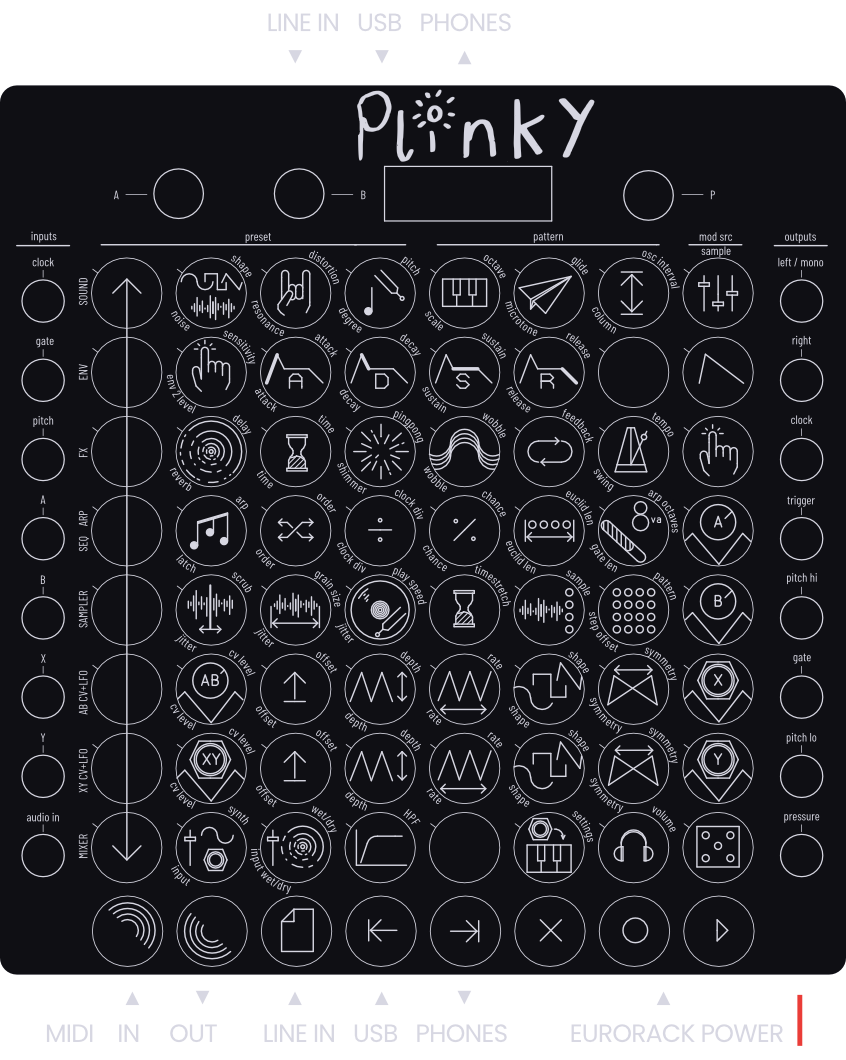 LINE IN USB PHONES
Plinky
A B P
inputs preset pattern mod src outputs
clock sample left / mono
SOUND shape noise distortion resonance pitch degree octave scale glide microtone osc interval column
gate right
ENV sensitivity env 2 level attack attack A decay decay D sustain sustain S release release R
pitch clock
FX delay reverb time time pingpong shimmer wobble wobble feedback tempo swing
A trigger
SEQ ARP arp latch order order clock div clock div chance chance euclid len euclid len arp octaves gate len 8va A
B pitch hi
SAMPLER scrub jitter grain size jitter play speed jitter timestretch sample pattern step offset B
X gate
AB CV+LFO AB cv level cv level offset offset depth depth rate rate shape shape symmetry symmetry X
Y pitch lo
XY CV+LFO XY cv level cv level offset offset depth depth rate rate shape shape symmetry symmetry Y
audio in pressure
MIXER synth input wet/dry input wet/dry HPF settings volume
MIDI IN OUT LINE IN USB PHONES EURORACK POWER